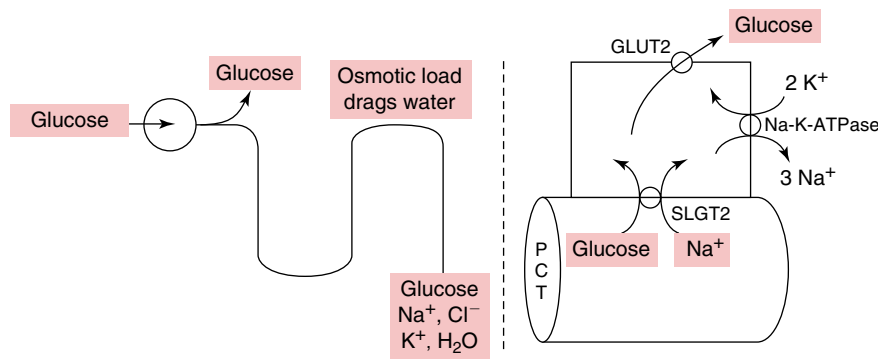 Glucose
Glucose
Osmotic load
drags water
Glucose
Na⁺, Cl⁻
K⁺, H₂O
Glucose
GLUT2
2 K⁺
Na-K-ATPase
3 Na⁺
SLGT2
Glucose
Na⁺
P
C
T